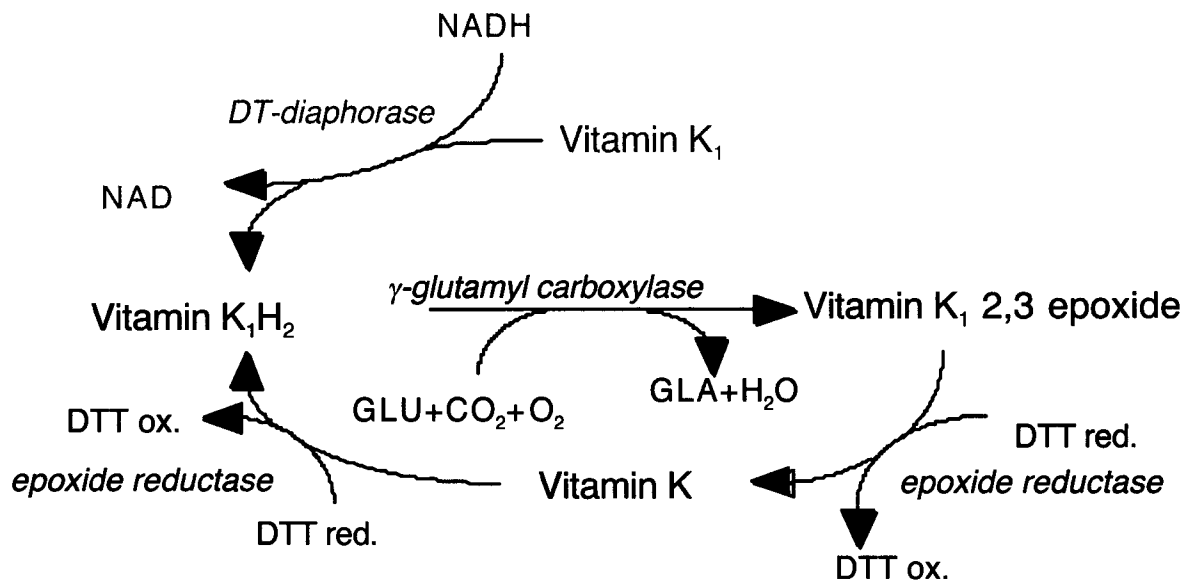 NADH
DT-diaphorase
Vitamin K₁
NAD
γ-glutamyl carboxylase
Vitamin K₁H₂
Vitamin K₁ 2,3 epoxide
GLU+CO₂+O₂
GLA+H₂O
DTT ox.
DTT red.
epoxide reductase
Vitamin K
epoxide reductase
DTT red.
DTT ox.